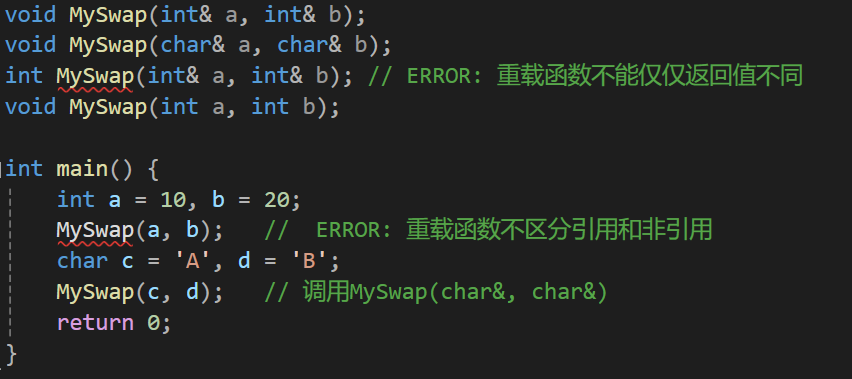 void MySwap(int& a, int& b);
void MySwap(char& a, char& b);
int MySwap(int& a, int& b); // ERROR: 重载函数不能仅仅返回值不同
void MySwap(int a, int b);
int main() {
int a = 10, b = 20;
MySwap(a, b); // ERROR: 重载函数不区分引用和非引用
char c = 'A', d = 'B';
MySwap(c, d); // 调用MySwap(char&, char&)
return 0;
}